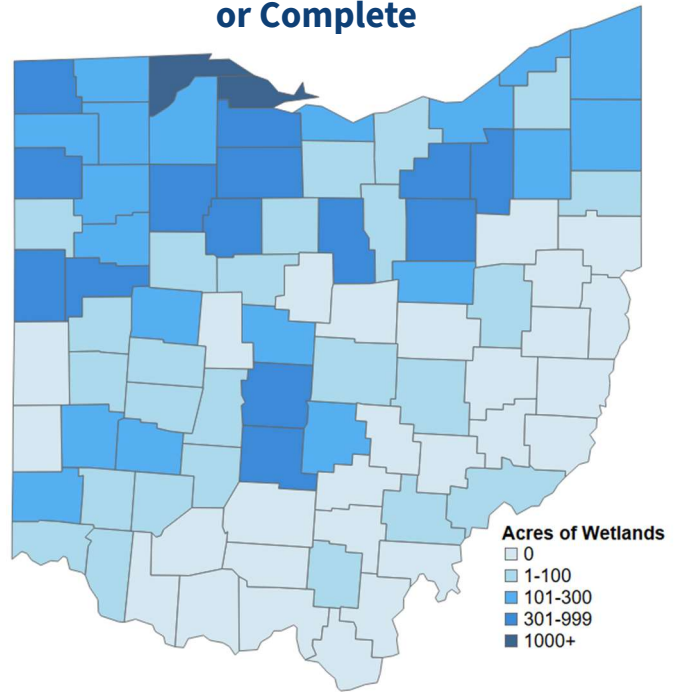 or Complete
Acres of Wetlands
0
1-100
101-300
301-999
1000+